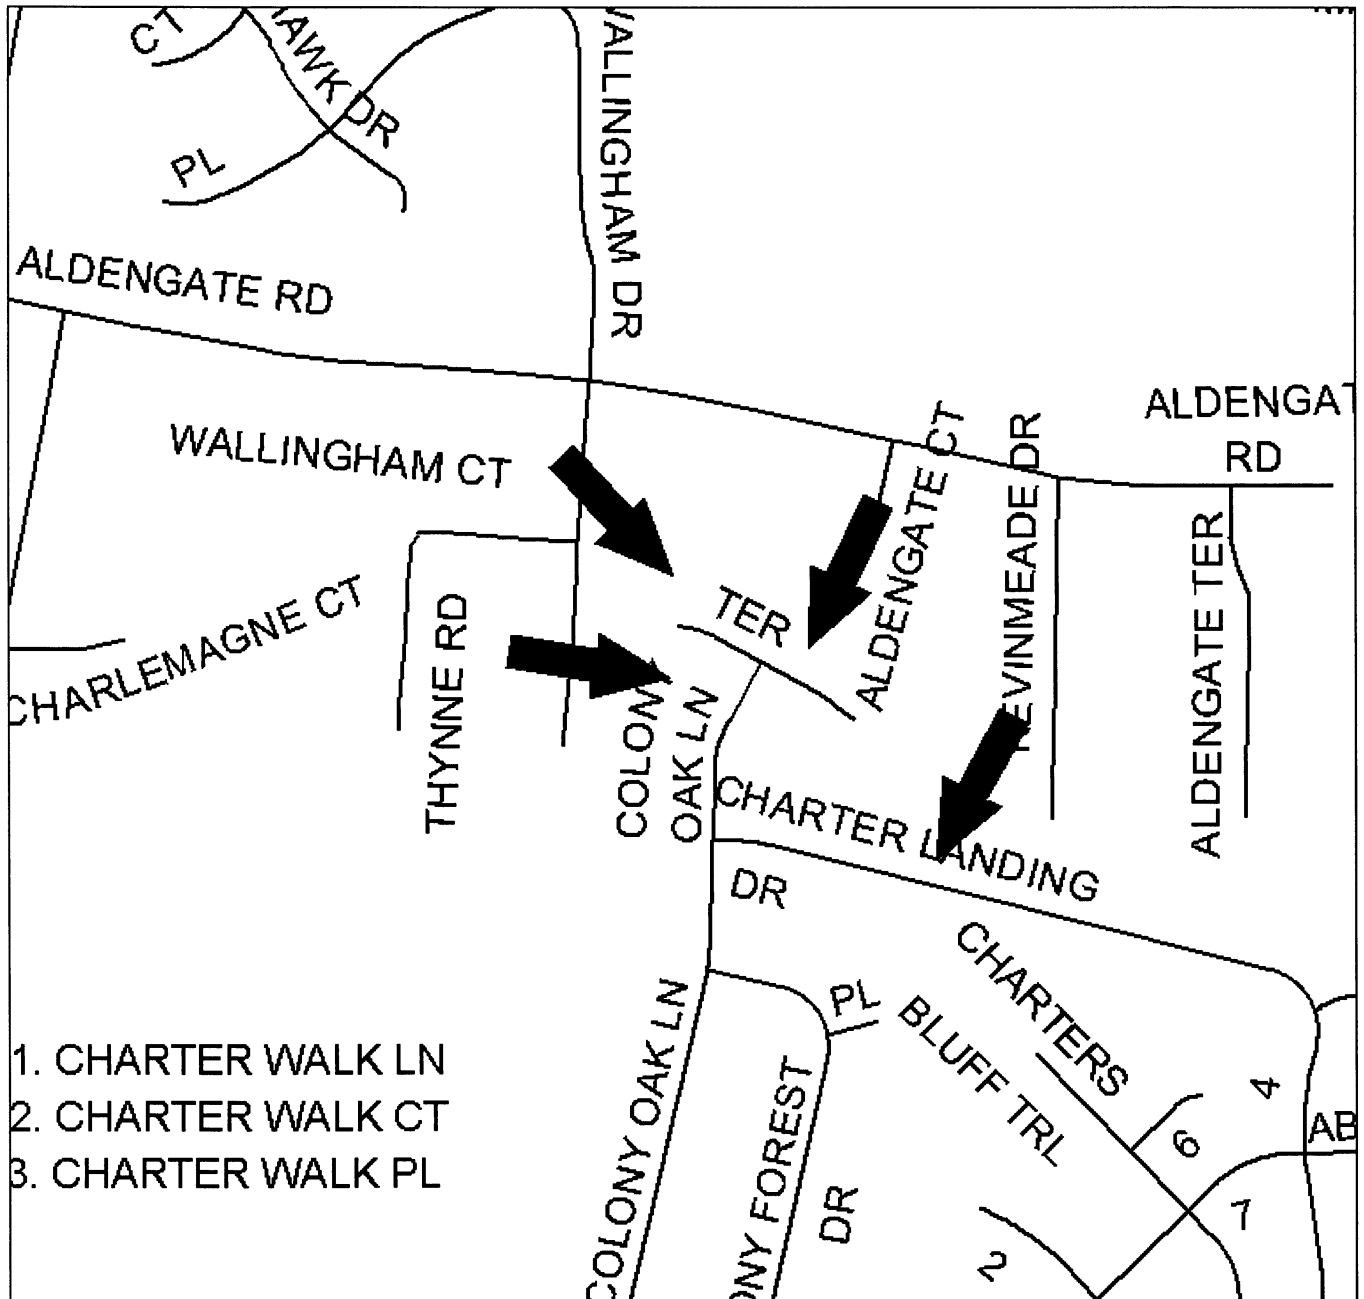 CT
HAWK DR
PL
WALLINGHAM DR
ALDENGATE RD
ALDENGAT
RD
WALLINGHAM CT
ALDENGATE CT
KEVINMEADE DR
ALDENGATE TER
TER
CHARLEMAGNE CT
THYNNE RD
COLONY
OAK LN
CHARTER LANDING
DR
CHARTERS
BLUFF TRL
PL
COLONY OAK LN
ONY FOREST
DR
4
AB
6
7
2
1. CHARTER WALK LN
2. CHARTER WALK CT
3. CHARTER WALK PL